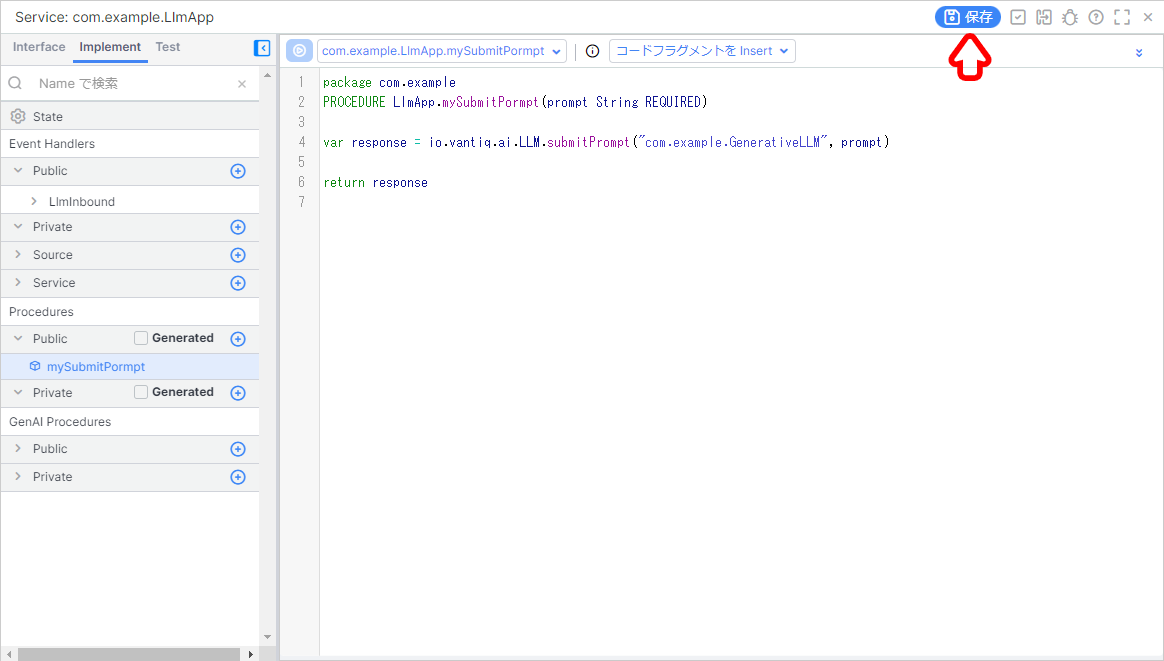 Service: com.example.LlmApp
保存
Interface Implement Test
Name で検索
State
Event Handlers
Public
LlmInbound
Private
Source
Service
Procedures
Public Generated
mySubmitPormpt
Private Generated
GenAI Procedures
Public
Private
com.example.LlmApp.mySubmitPormpt
コードフラグメントを Insert
1 package com.example
2 PROCEDURE LlmApp.mySubmitPormpt(prompt String REQUIRED)
3
4 var response = io.vantiq.ai.LLM.submitPrompt("com.example.GenerativeLLM", prompt)
5
6 return response
7